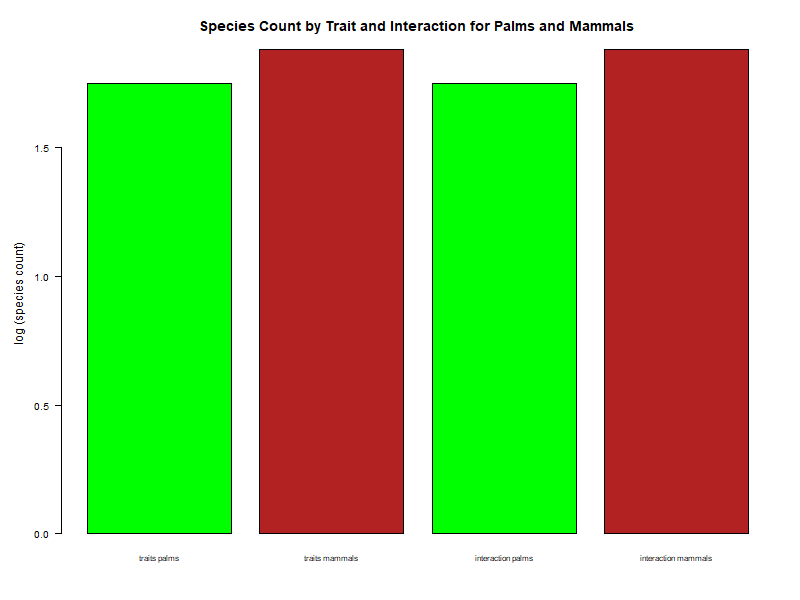 Species Count by Trait and Interaction for Palms and Mammals
log (species count)
1.5
1.0
0.5
0.0
traits palms
traits mammals
interaction palms
interaction mammals